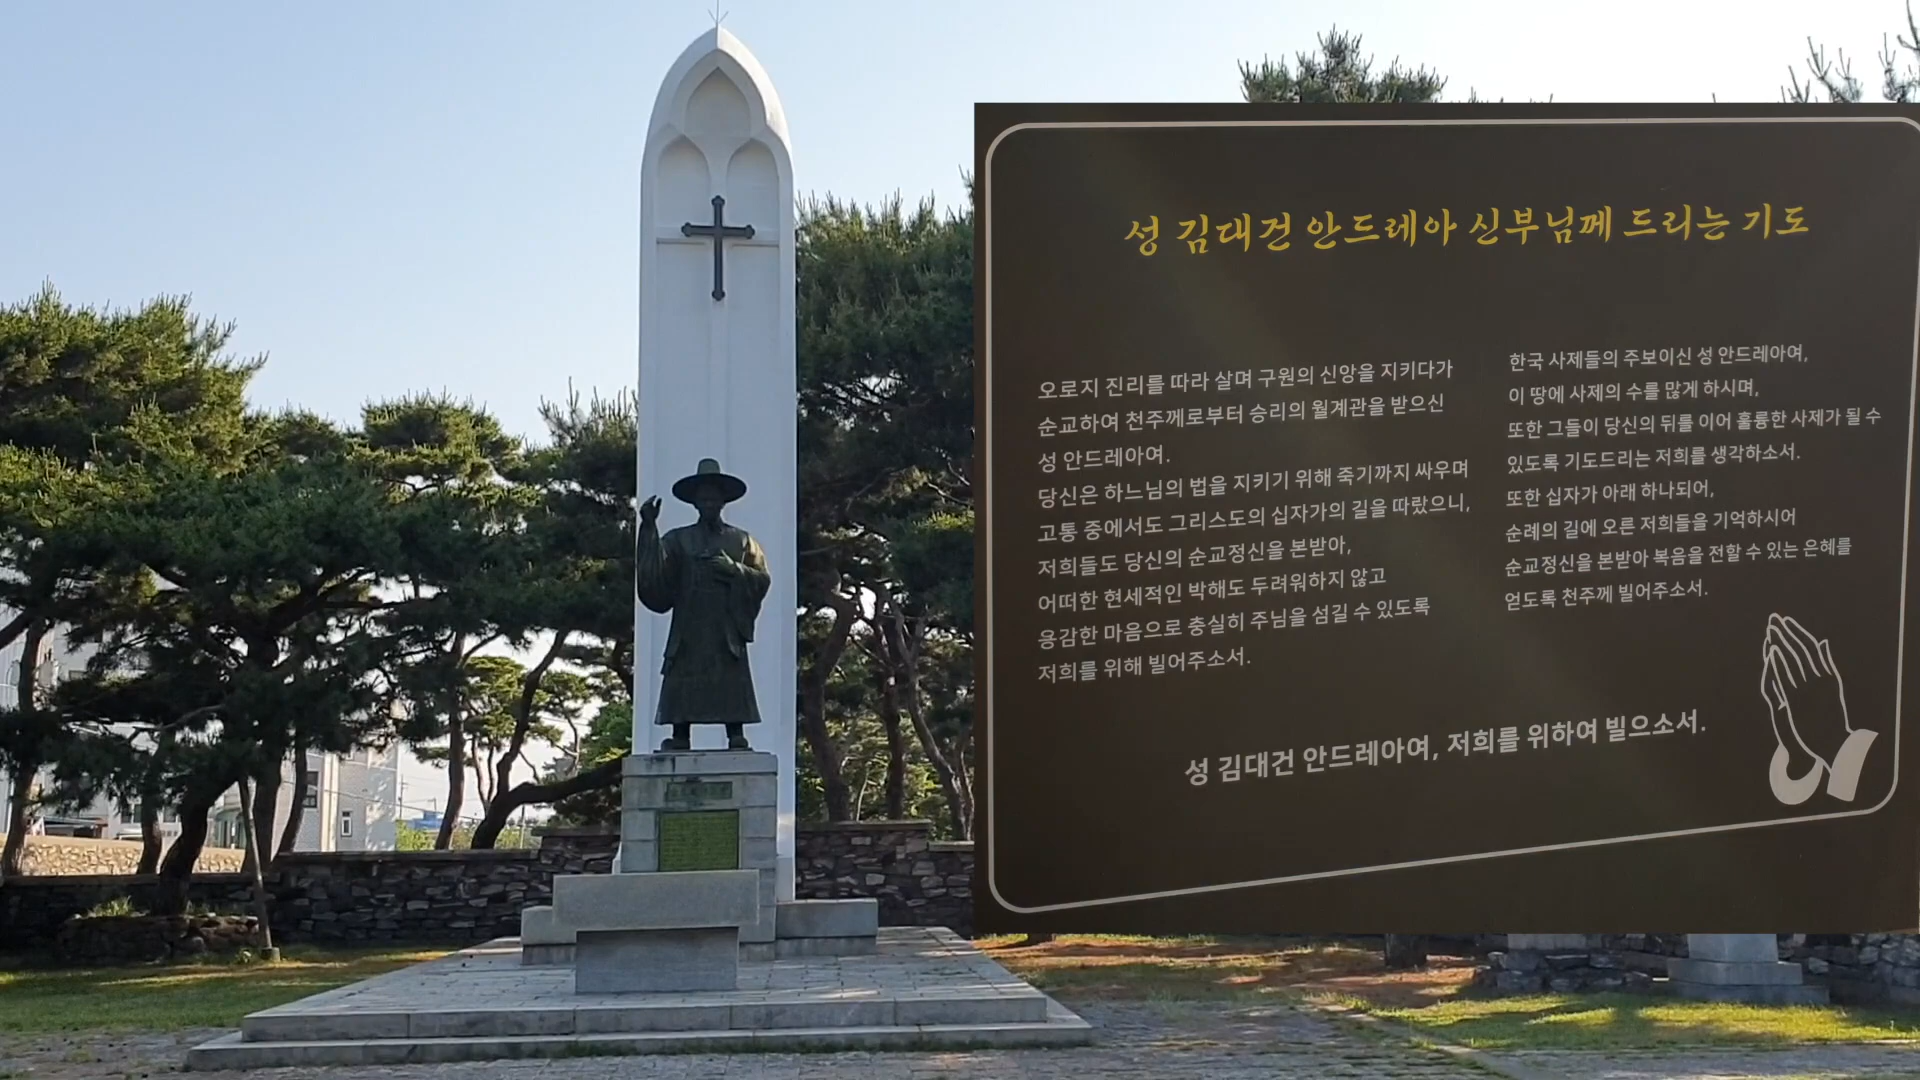 성 김대건 안드레아 신부님께 드리는 기도
오로지 진리를 따라 살며 구원의 신앙을 지키다가
순교하여 천주께로부터 승리의 월계관을 받으신
성 안드레아여.
당신은 하느님의 법을 지키기 위해 죽기까지 싸우며
고통 중에서도 그리스도의 십자가의 길을 따랐으니,
저희들도 당신의 순교정신을 본받아,
어떠한 현세적인 박해도 두려워하지 않고
용감한 마음으로 충실히 주님을 섬길 수 있도록
저희를 위해 빌어주소서.
한국 사제들의 주보이신 성 안드레아여,
이 땅에 사제의 수를 많게 하시며,
또한 그들이 당신의 뒤를 이어 훌륭한 사제가 될 수
있도록 기도드리는 저희를 생각하소서.
또한 십자가 아래 하나되어,
순례의 길에 오른 저희들을 기억하시어
순교정신을 본받아 복음을 전할 수 있는 은혜를
얻도록 천주께 빌어주소서.
성 김대건 안드레아여, 저희를 위하여 빌으소서.